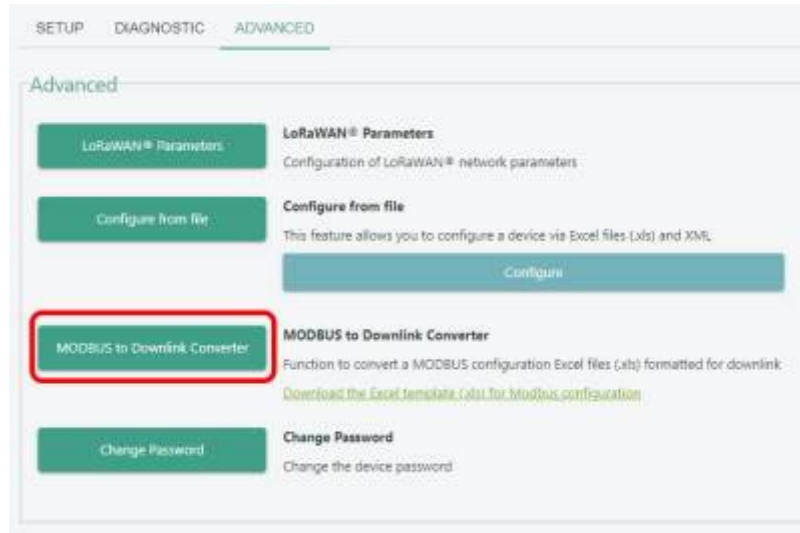 SETUP DIAGNOSTIC ADVANCED
Advanced
LoRaWAN® Parameters
LoRaWAN® Parameters
Configuration of LoRaWAN® network parameters
Configure from file
Configure from file
This feature allows you to configure a device via Excel files (.xls) and XML.
Configure
MODBUS to Downlink Converter
MODBUS to Downlink Converter
Function to convert a MODBUS configuration Excel files (.xls) formatted for downlink
Download the Excel template (.xls) for Modbus configuration
Change Password
Change Password
Change the device password